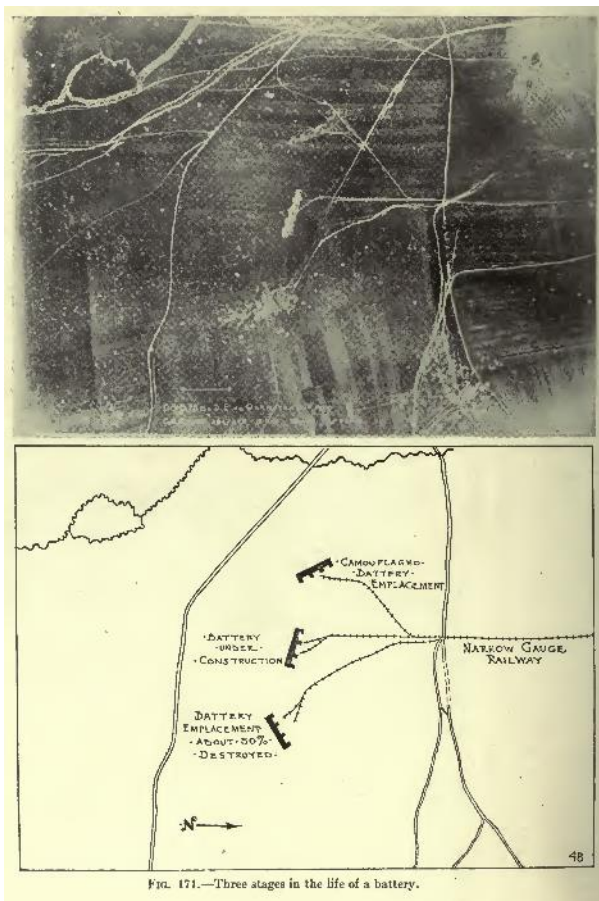 ·CAMOUFLAGED·
·BATTERY·
EMPLACEMENT
·BATTERY
·UNDER·
·CONSTRUCTION
NARROW GAUGE
RAILWAY
BATTERY
EMPLACEMENT
·ABOUT·50%·
·DESTROYED·
·N
48
FIG. 171.—Three stages in the life of a battery.